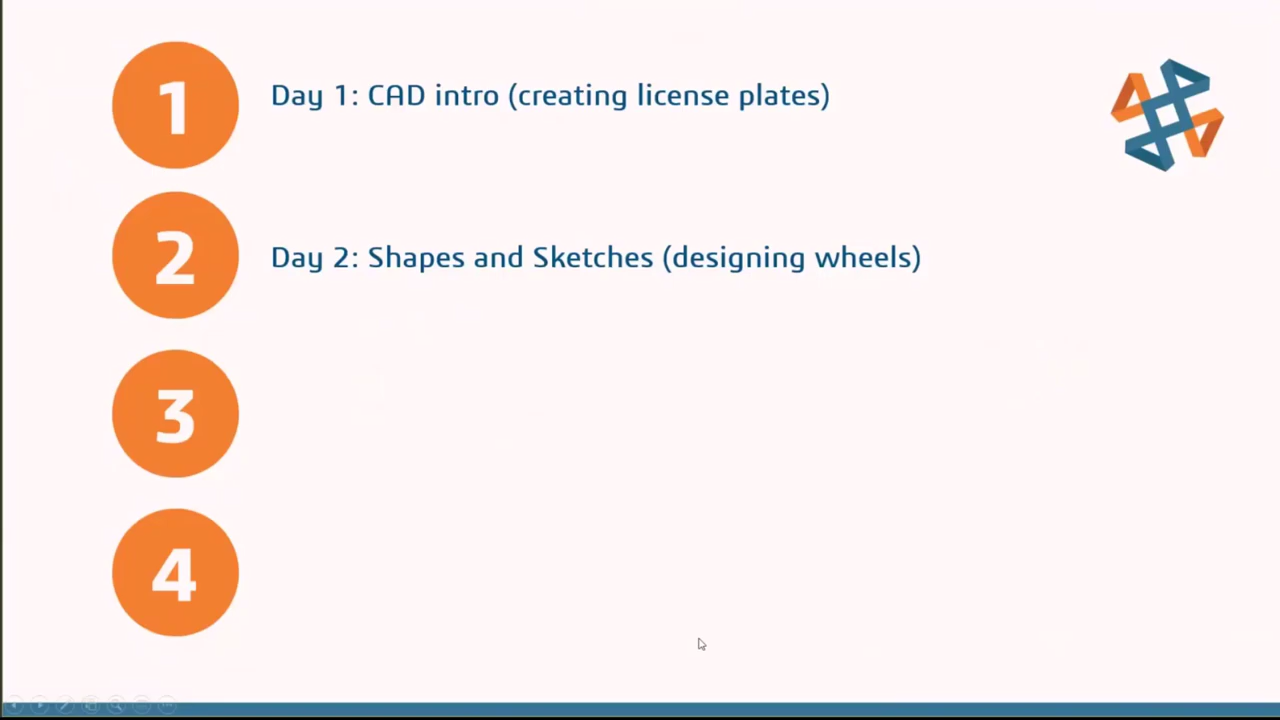 1
Day 1: CAD intro (creating license plates)
2
Day 2: Shapes and Sketches (designing wheels)
3
4